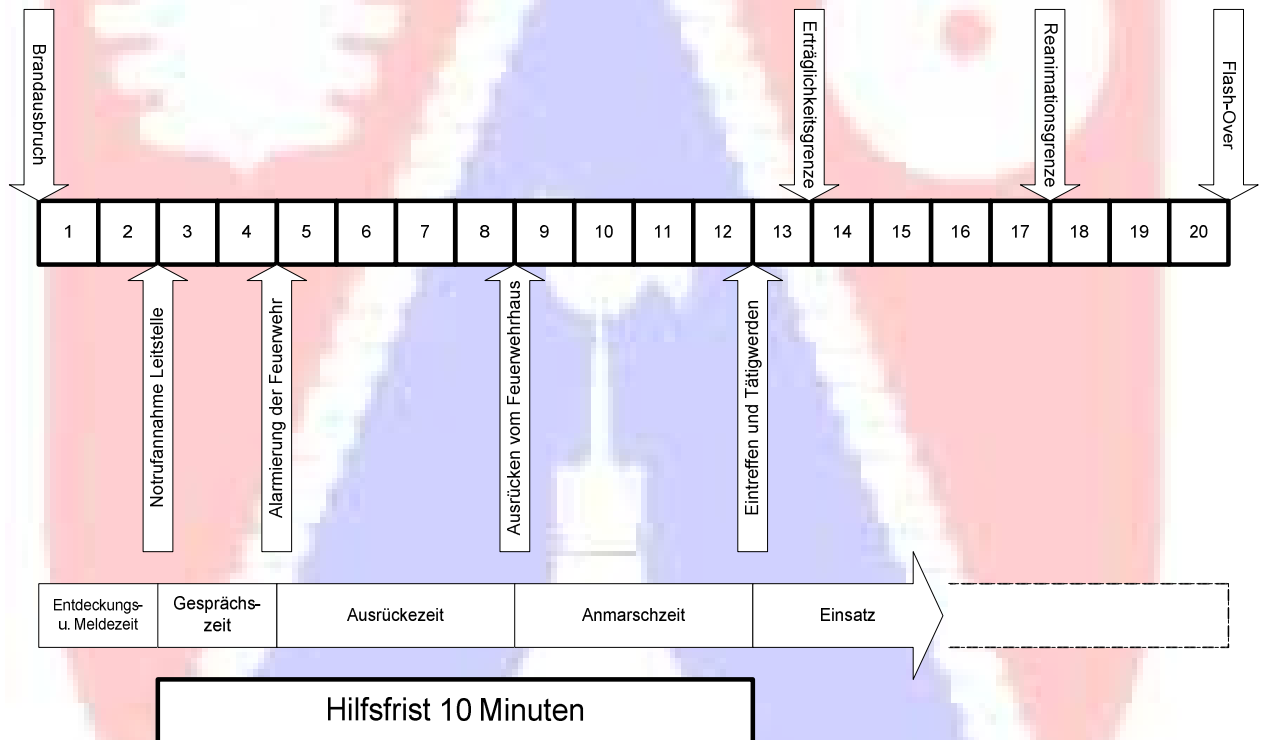 Brandausbruch
Erträglichkeitsgrenze
Reanimationsgrenze
Flash-Over
1 2 3 4 5 6 7 8 9 10 11 12 13 14 15 16 17 18 19 20
Notrufannahme Leitstelle
Alarmierung der Feuerwehr
Ausrücken vom Feuerwehrhaus
Eintreffen und Tätigwerden
Entdeckungs-
u. Meldezeit
Gesprächs-
zeit
Ausrückezeit
Anmarschzeit
Einsatz
Hilfsfrist 10 Minuten